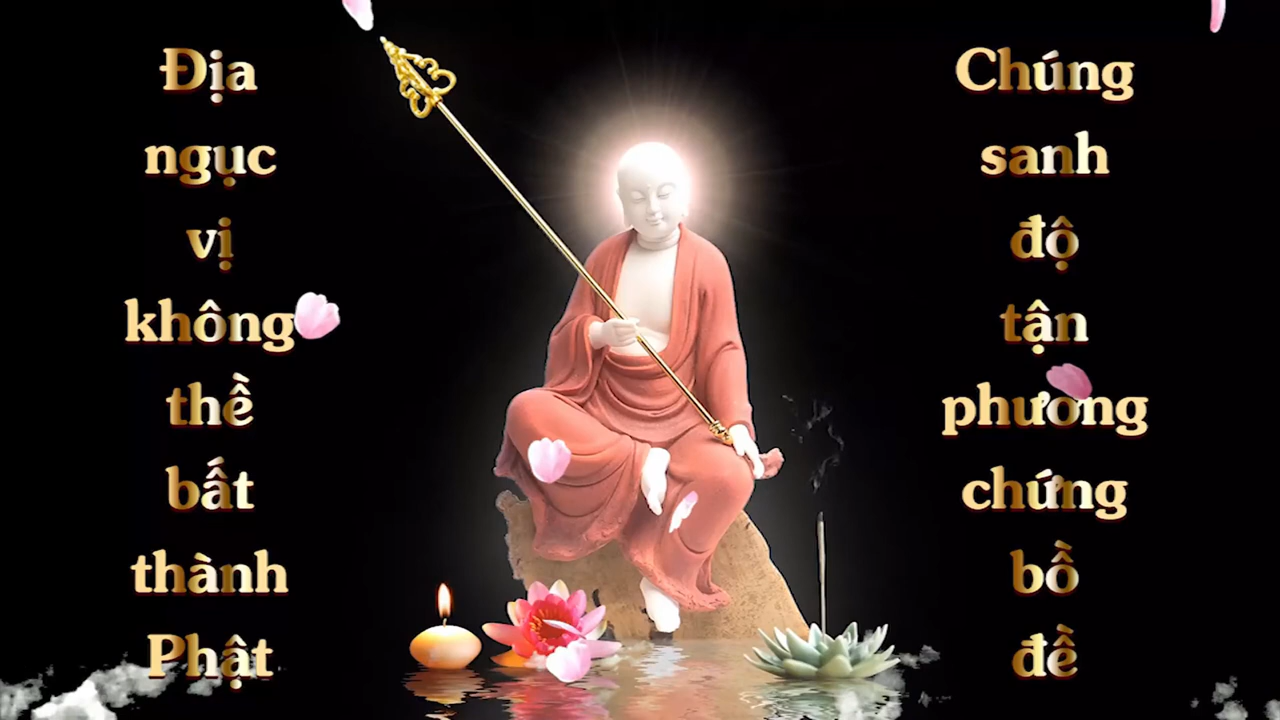 Địa
ngục
vị
không
thề
bất
thành
Phật
Chúng
sanh
độ
tận
phương
chứng
bồ
đề